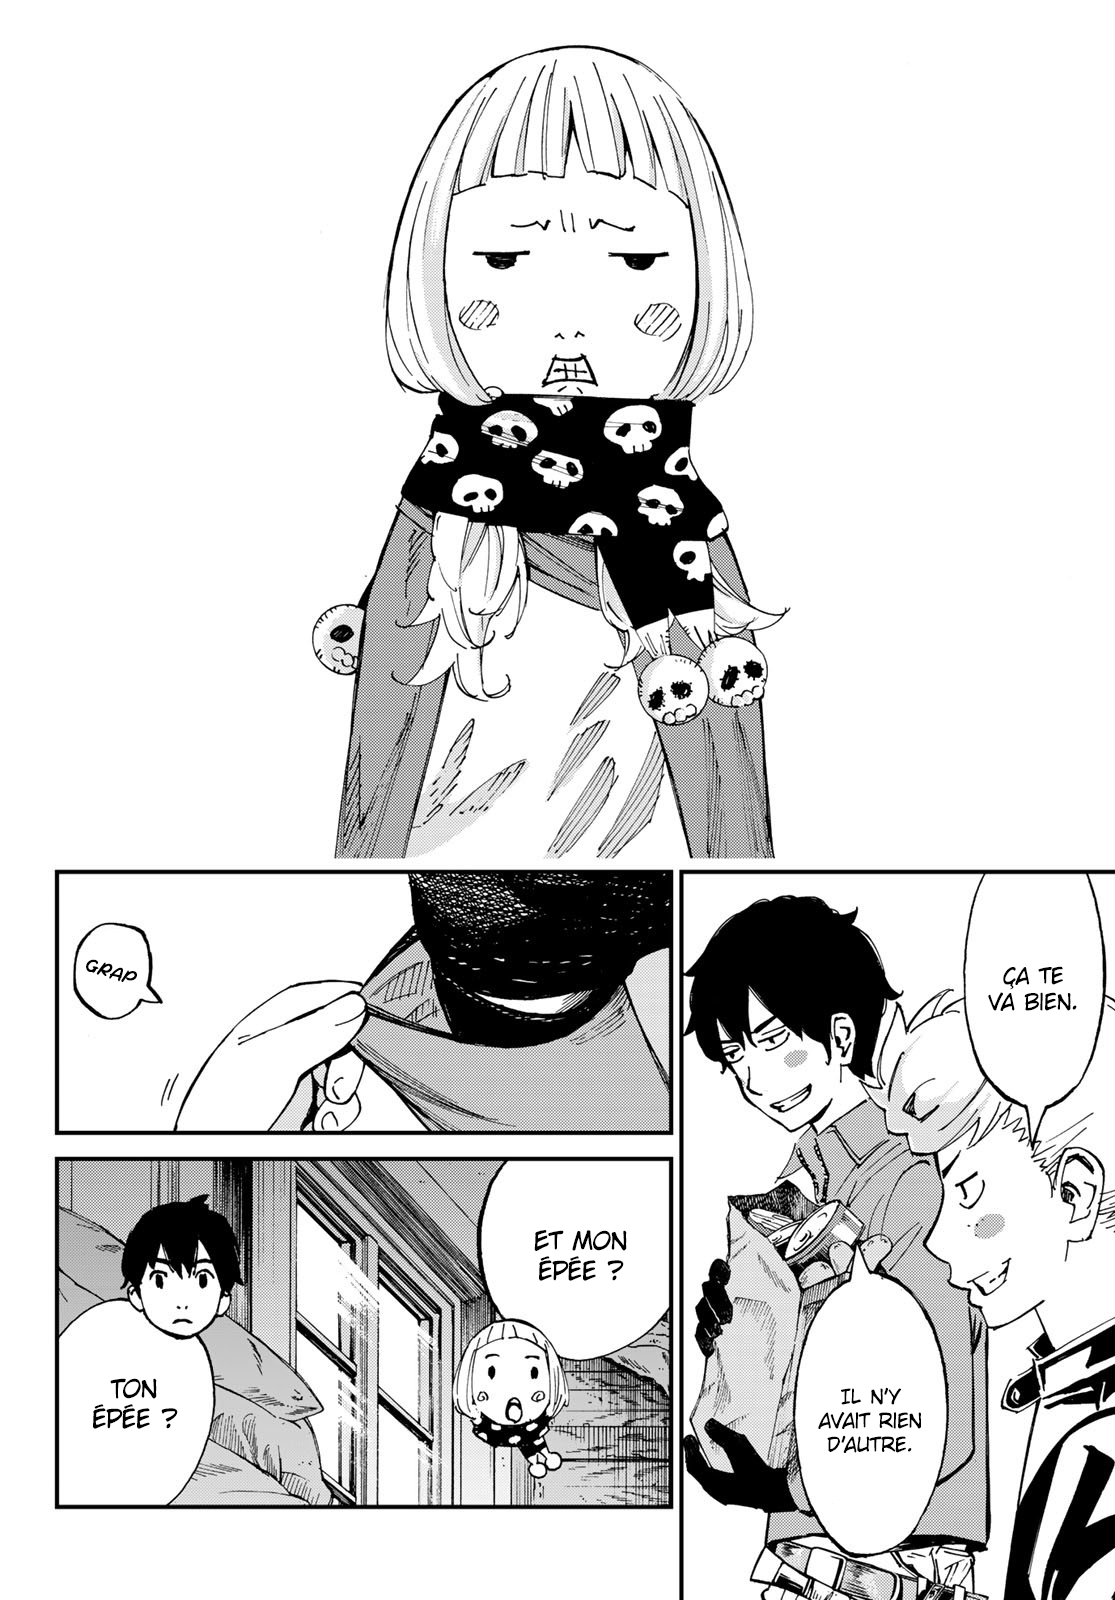 ÇA TE
VA BIEN.
IL N'Y
AVAIT RIEN
D'AUTRE.
GRAP
ET MON
ÉPÉE ?
TON
ÉPÉE ?